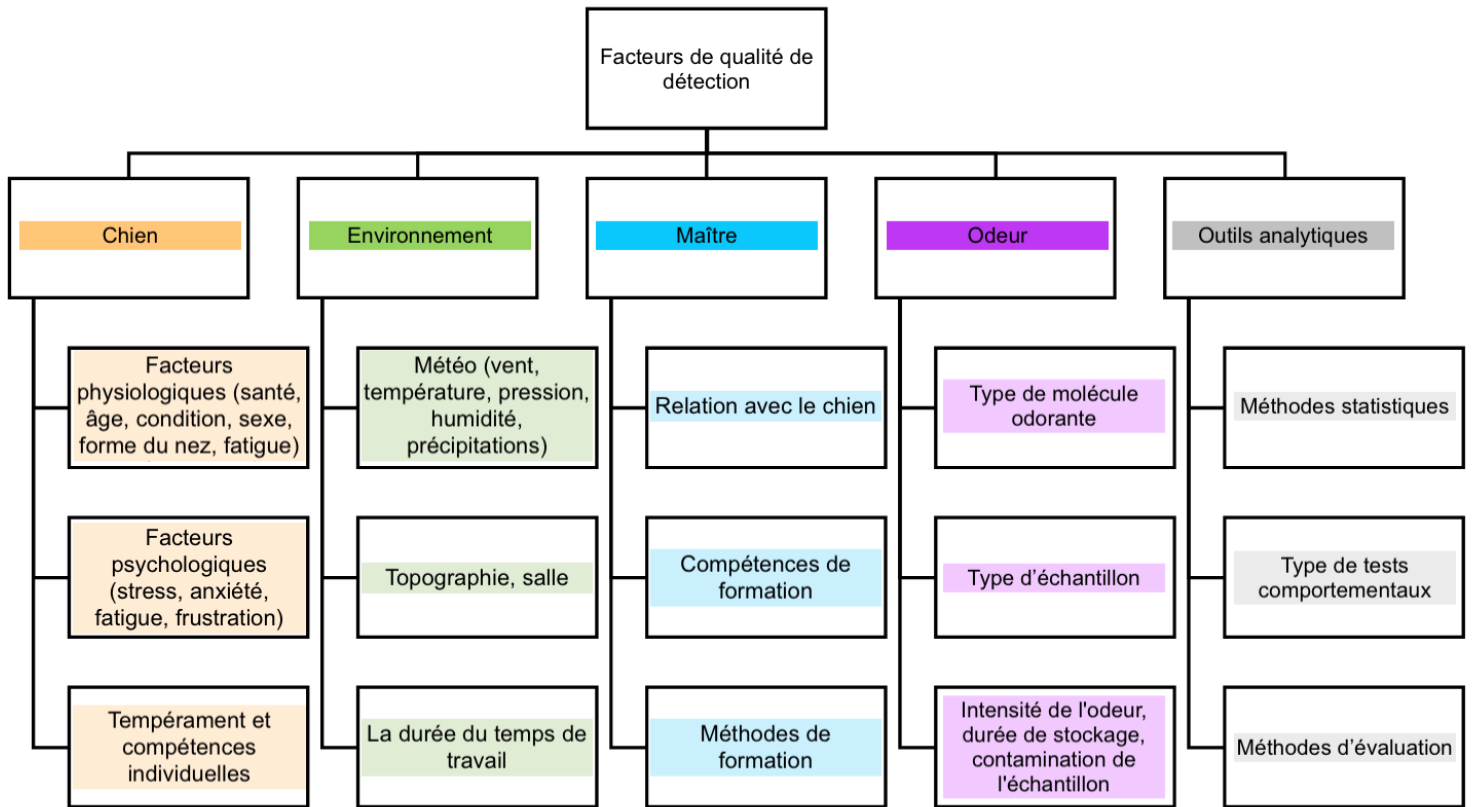 Facteurs de qualité de
détection
Chien
Environnement
Maître
Odeur
Outils analytiques
Facteurs
physiologiques (santé,
âge, condition, sexe,
forme du nez, fatigue)
Météo (vent,
température, pression,
humidité,
précipitations)
Relation avec le chien
Type de molécule
odorante
Méthodes statistiques
Facteurs
psychologiques
(stress, anxiété,
fatigue, frustration)
Topographie, salle
Compétences de
formation
Type d’échantillon
Type de tests
comportementaux
Tempérament et
compétences
individuelles
La durée du temps de
travail
Méthodes de
formation
Intensité de l'odeur,
durée de stockage,
contamination de
l'échantillon
Méthodes d’évaluation